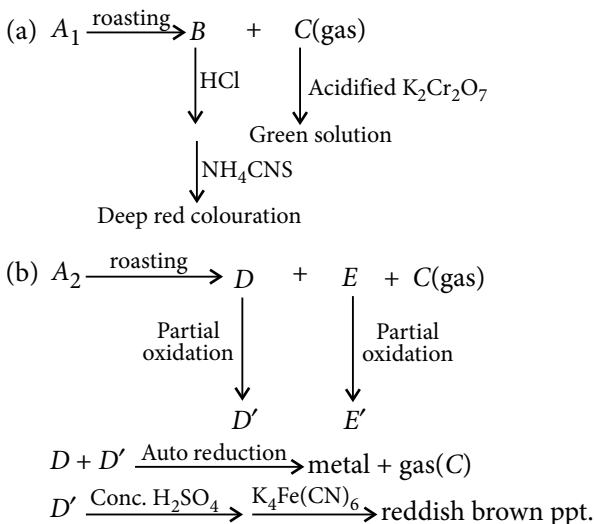 (a) A₁ roasting B + C(gas)
HCl Acidified K₂Cr₂O₇
Green solution
NH₄CNS
Deep red colouration
(b) A₂ roasting D + E + C(gas)
Partial oxidation Partial oxidation
D′ E′
D + D′ Auto reduction metal + gas(C)
D′ Conc. H₂SO₄ K₄Fe(CN)₆ reddish brown ppt.